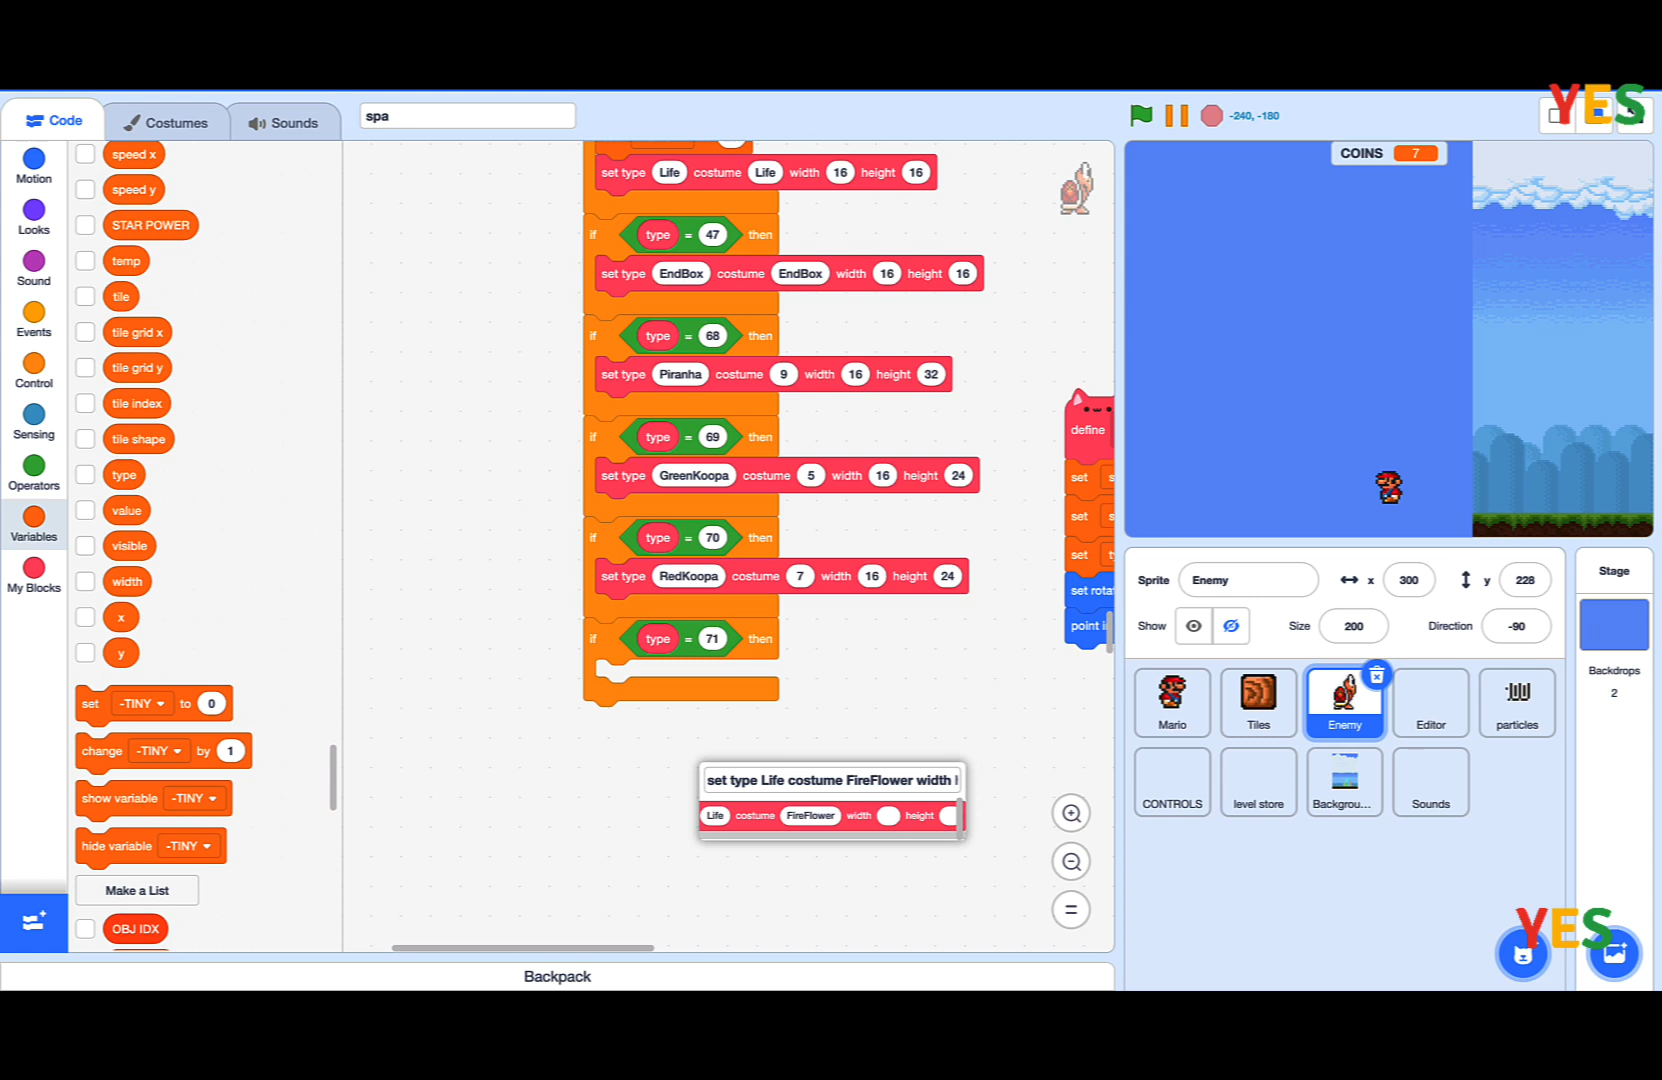 YES
Code
Costumes
Sounds
spa
-240, -180
Motion
Looks
Sound
Events
Control
Sensing
Operators
Variables
My Blocks
speed x
speed y
STAR POWER
temp
tile
tile grid x
tile grid y
tile index
tile shape
type
value
visible
width
x
y
set -TINY to 0
change -TINY by 1
show variable -TINY
hide variable -TINY
Make a List
OBJ IDX
set type Life costume Life width 16 height 16
if type = 47 then
set type EndBox costume EndBox width 16 height 16
if type = 68 then
set type Piranha costume 9 width 16 height 32
if type = 69 then
set type GreenKoopa costume 5 width 16 height 24
if type = 70 then
set type RedKoopa costume 7 width 16 height 24
if type = 71 then
set type Life costume FireFlower width
Life costume FireFlower width height
define
set s
set s
set t
set rota
point i
=
Backpack
COINS 7
Sprite Enemy x 300 y 228
Show Size 200 Direction -90
Mario
Tiles
Enemy
Editor
particles
CONTROLS
level store
Backgrou...
Sounds
Stage
Backdrops
2
YES